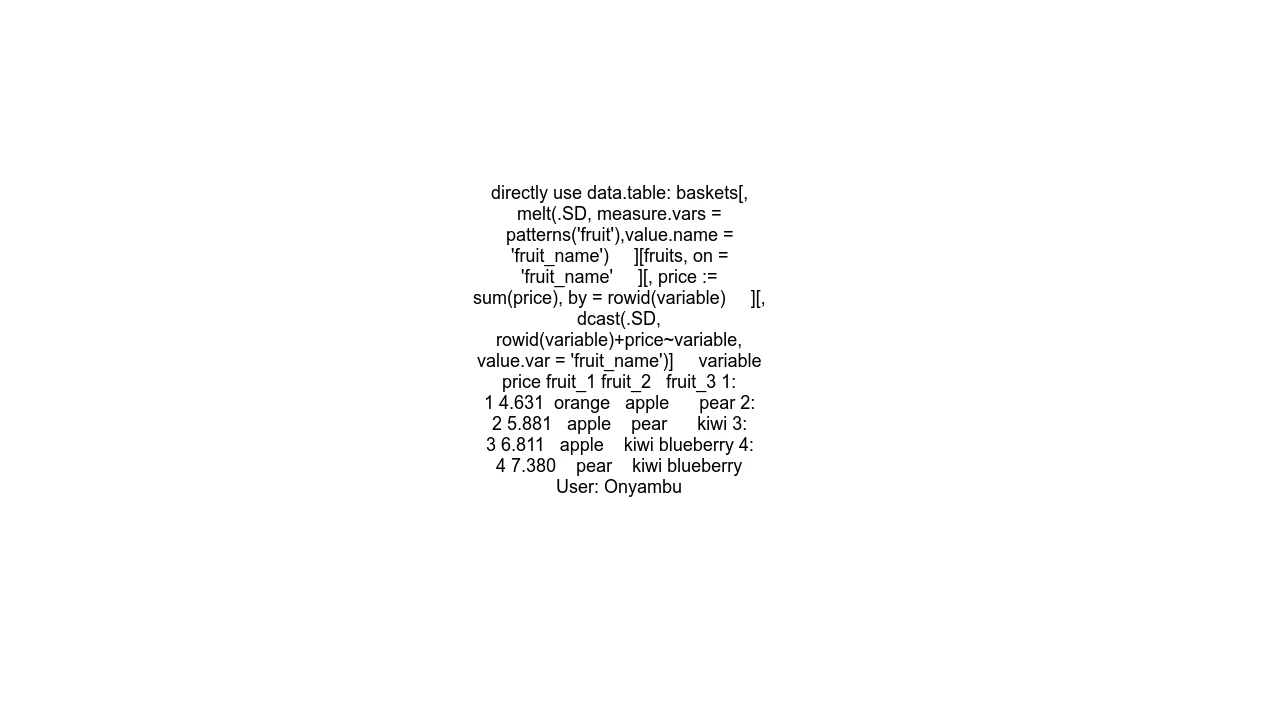 directly use data.table: baskets[,
melt(.SD, measure.vars =
patterns('fruit'),value.name =
'fruit_name')     ][fruits, on =
'fruit_name'     ][, price :=
sum(price), by = rowid(variable)     ][,
dcast(.SD,
rowid(variable)+price~variable,
value.var = 'fruit_name')]     variable
price fruit_1 fruit_2   fruit_3 1:
1 4.631  orange   apple      pear 2:
2 5.881   apple    pear      kiwi 3:
3 6.811   apple    kiwi blueberry 4:
4 7.380    pear    kiwi blueberry
User: Onyambu